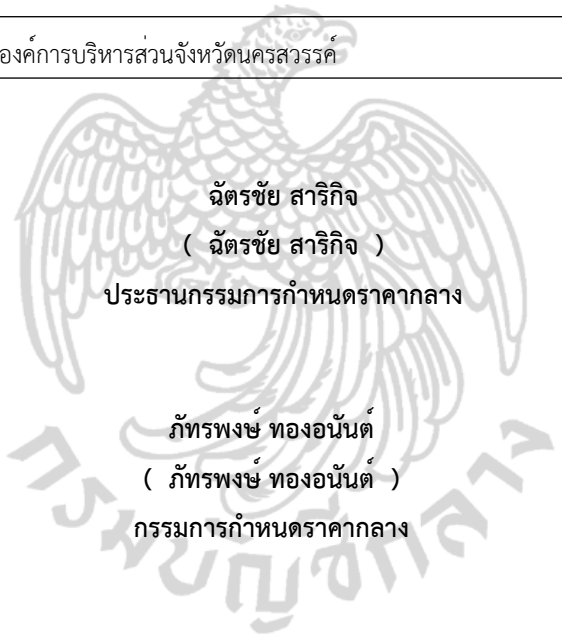 องค์การบริหารส่วนจังหวัดนครสวรรค์
ฉัตรชัย สาริกิจ
( ฉัตรชัย สาริกิจ )
ประธานกรรมการกำหนดราคากลาง
ภัทรพงษ์ ทองอนันต์
( ภัทรพงษ์ ทองอนันต์ )
กรรมการกำหนดราคากลาง
กรมบัญชีกลาง